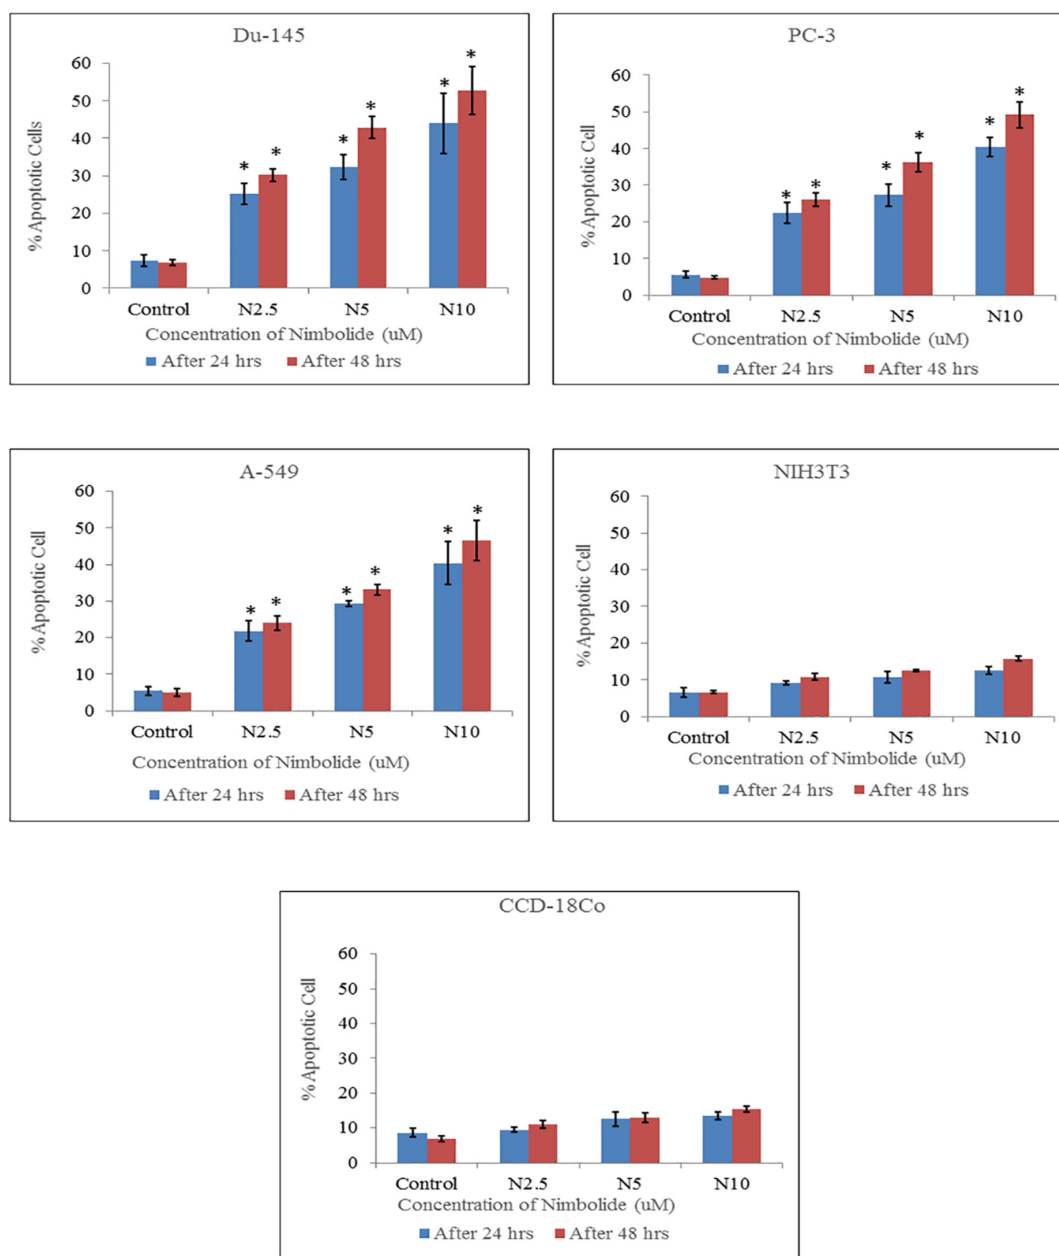 Du-145
% Apoptotic Cells
60
50
40
30
20
10
0
* * * * * *
Control N2.5 N5 N10
Concentration of Nimbolide (uM)
After 24 hrs After 48 hrs
PC-3
% Apoptotic Cell
60
50
40
30
20
10
0
* * * * * *
Control N2.5 N5 N10
Concentration of Nimbolide (uM)
After 24 hrs After 48 hrs
A-549
% Apoptotic Cell
60
50
40
30
20
10
0
* * * * * *
Control N2.5 N5 N10
Concentration of Nimbolide (uM)
After 24 hrs After 48 hrs
NIH3T3
% Apoptotic Cell
60
50
40
30
20
10
0
Control N2.5 N5 N10
Concentration of Nimbolide (uM)
After 24 hrs After 48 hrs
CCD-18Co
% Apoptotic Cell
60
50
40
30
20
10
0
Control N2.5 N5 N10
Concentration of Nimbolide (uM)
After 24 hrs After 48 hrs